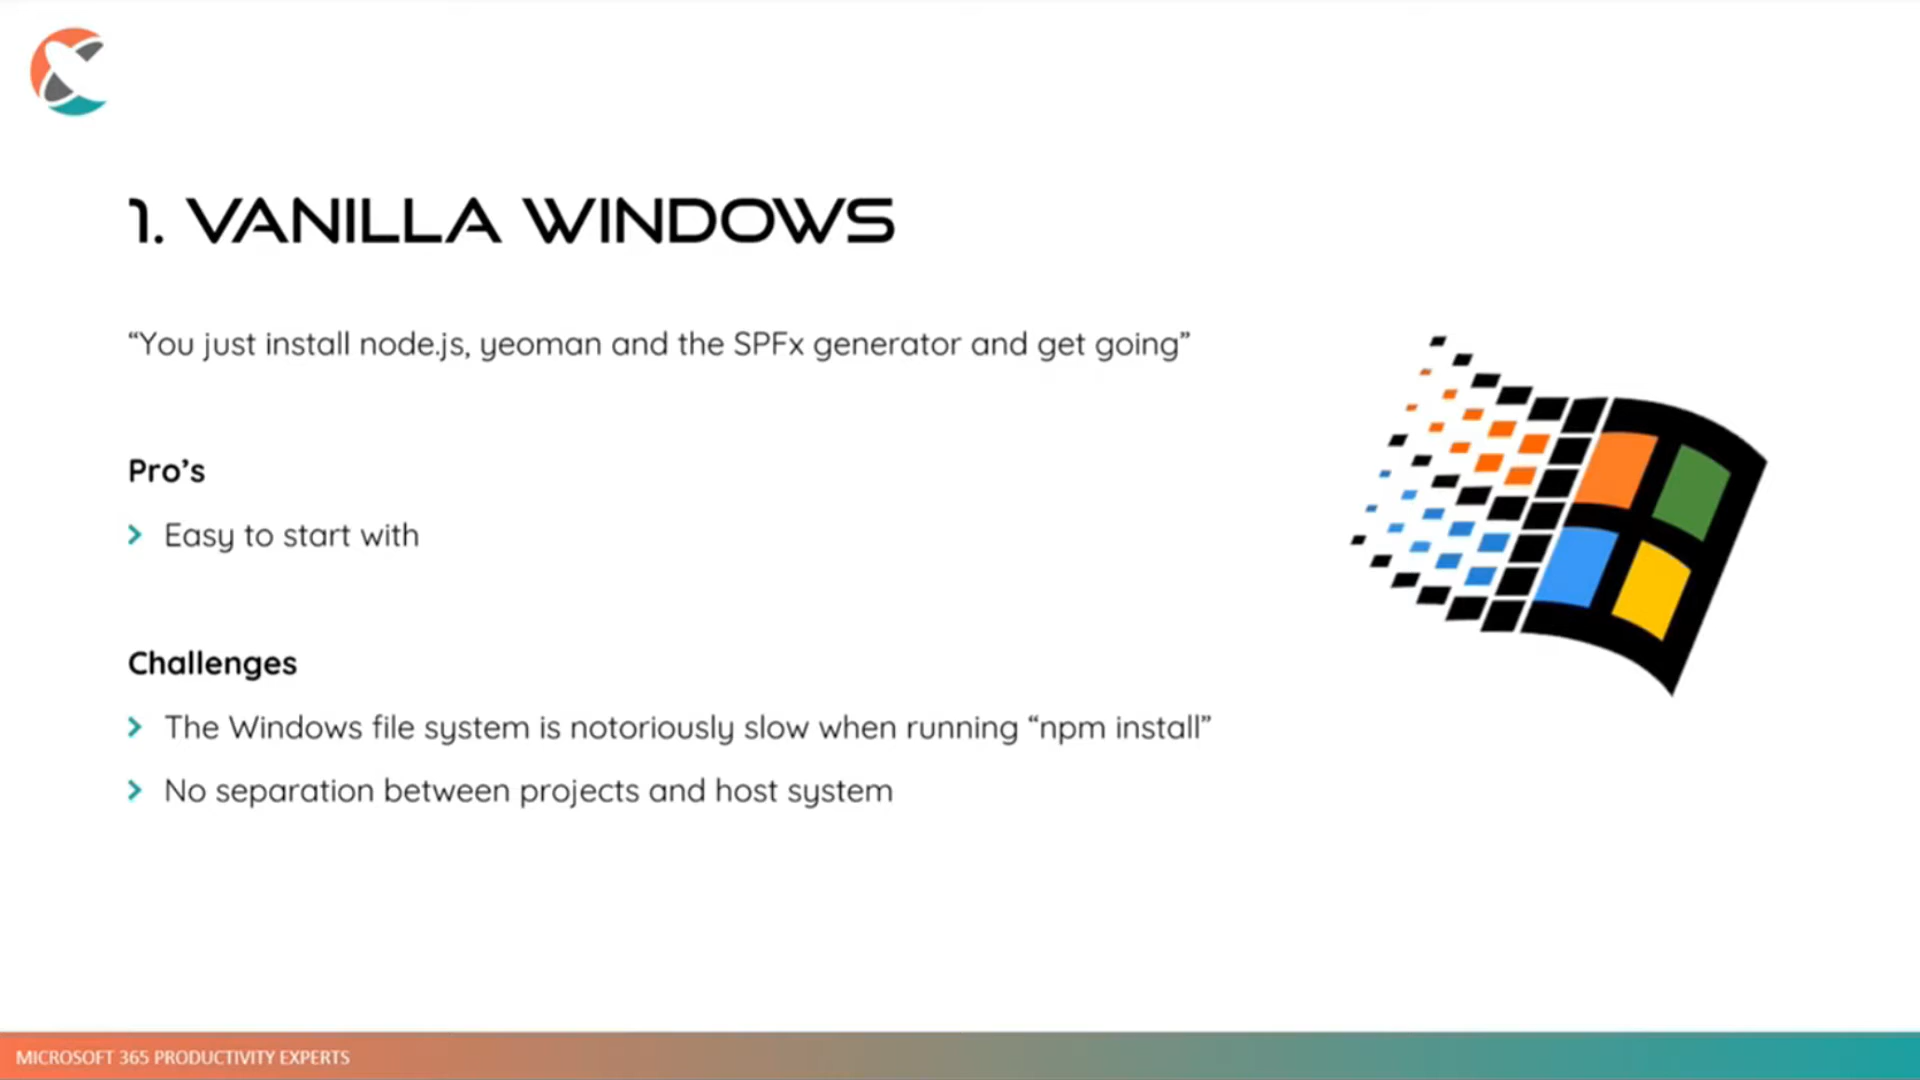 1. VANILLA WINDOWS
“You just install node.js, yeoman and the SPFx generator and get going”
Pro’s
Easy to start with
Challenges
The Windows file system is notoriously slow when running “npm install”
No separation between projects and host system
MICROSOFT 365 PRODUCTIVITY EXPERTS